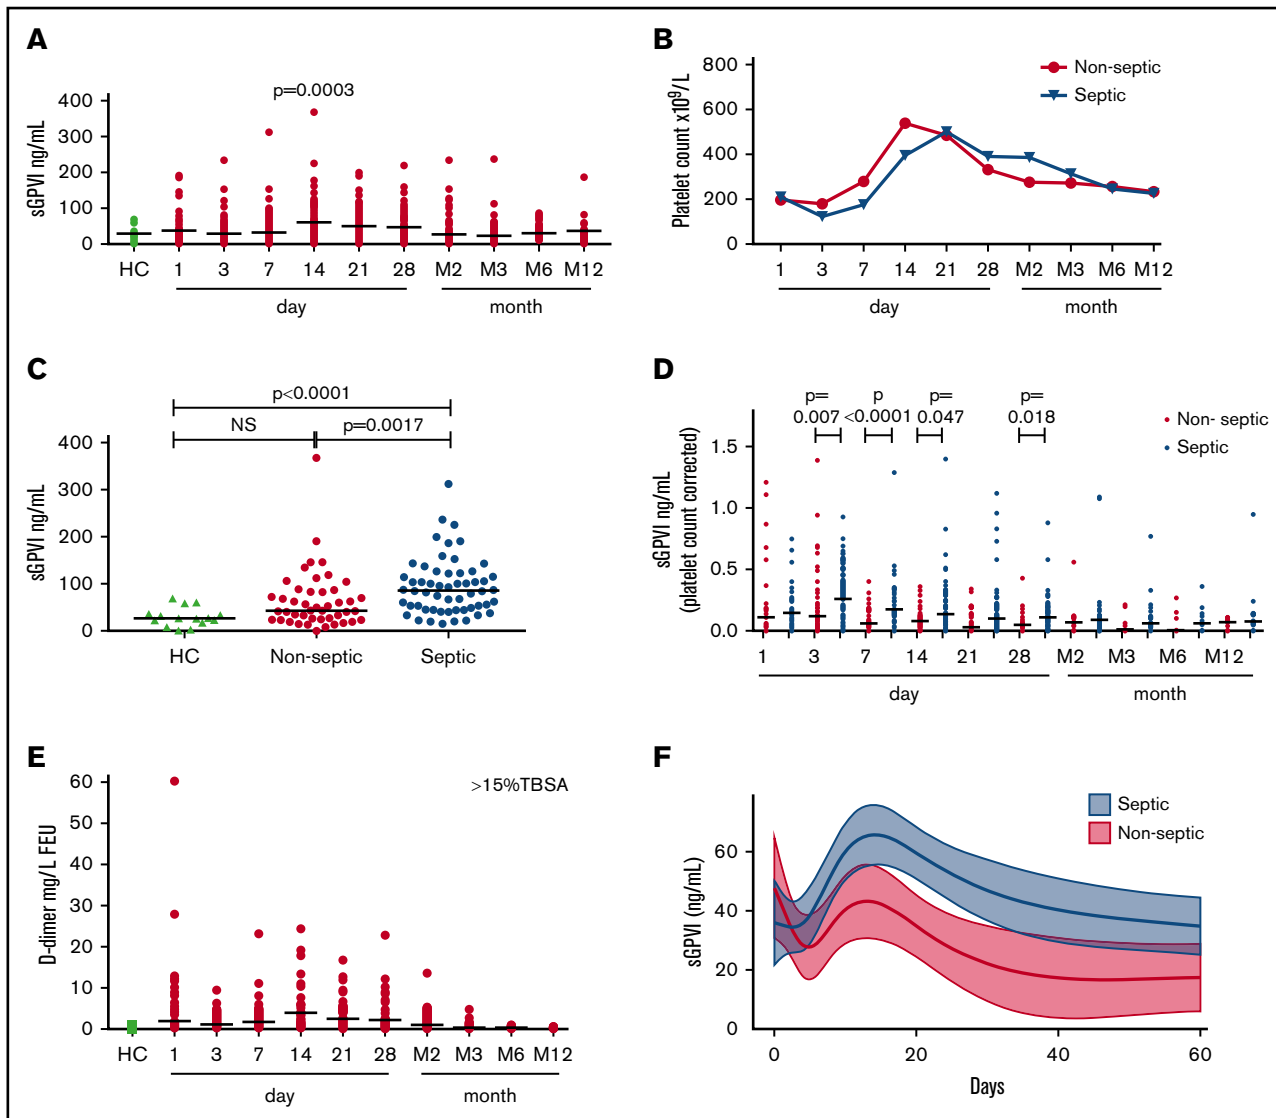 A
p=0.0003
sGPVI ng/mL
400
300
200
100
0
HC 1 3 7 14 21 28 M2 M3 M6 M12
day month
B
Platelet count x10⁹/L
800
600
400
200
0
Non-septic
Septic
1 3 7 14 21 28 M2 M3 M6 M12
day month
C
p<0.0001
NS p=0.0017
sGPVI ng/mL
400
300
200
100
0
HC Non-septic Septic
D
p= p p= p=
0.007 <0.0001 0.047 0.018
Non- septic
Septic
sGPVI ng/mL
(platelet count corrected)
1.5
1.0
0.5
0.0
1 3 7 14 21 28 M2 M3 M6 M12
day month
E
>15%TBSA
D-dimer mg/L FEU
60
50
40
30
20
10
0
HC 1 3 7 14 21 28 M2 M3 M6 M12
day month
F
Septic
Non-septic
sGPVI (ng/mL)
60
40
20
0
0 20 40 60
Days